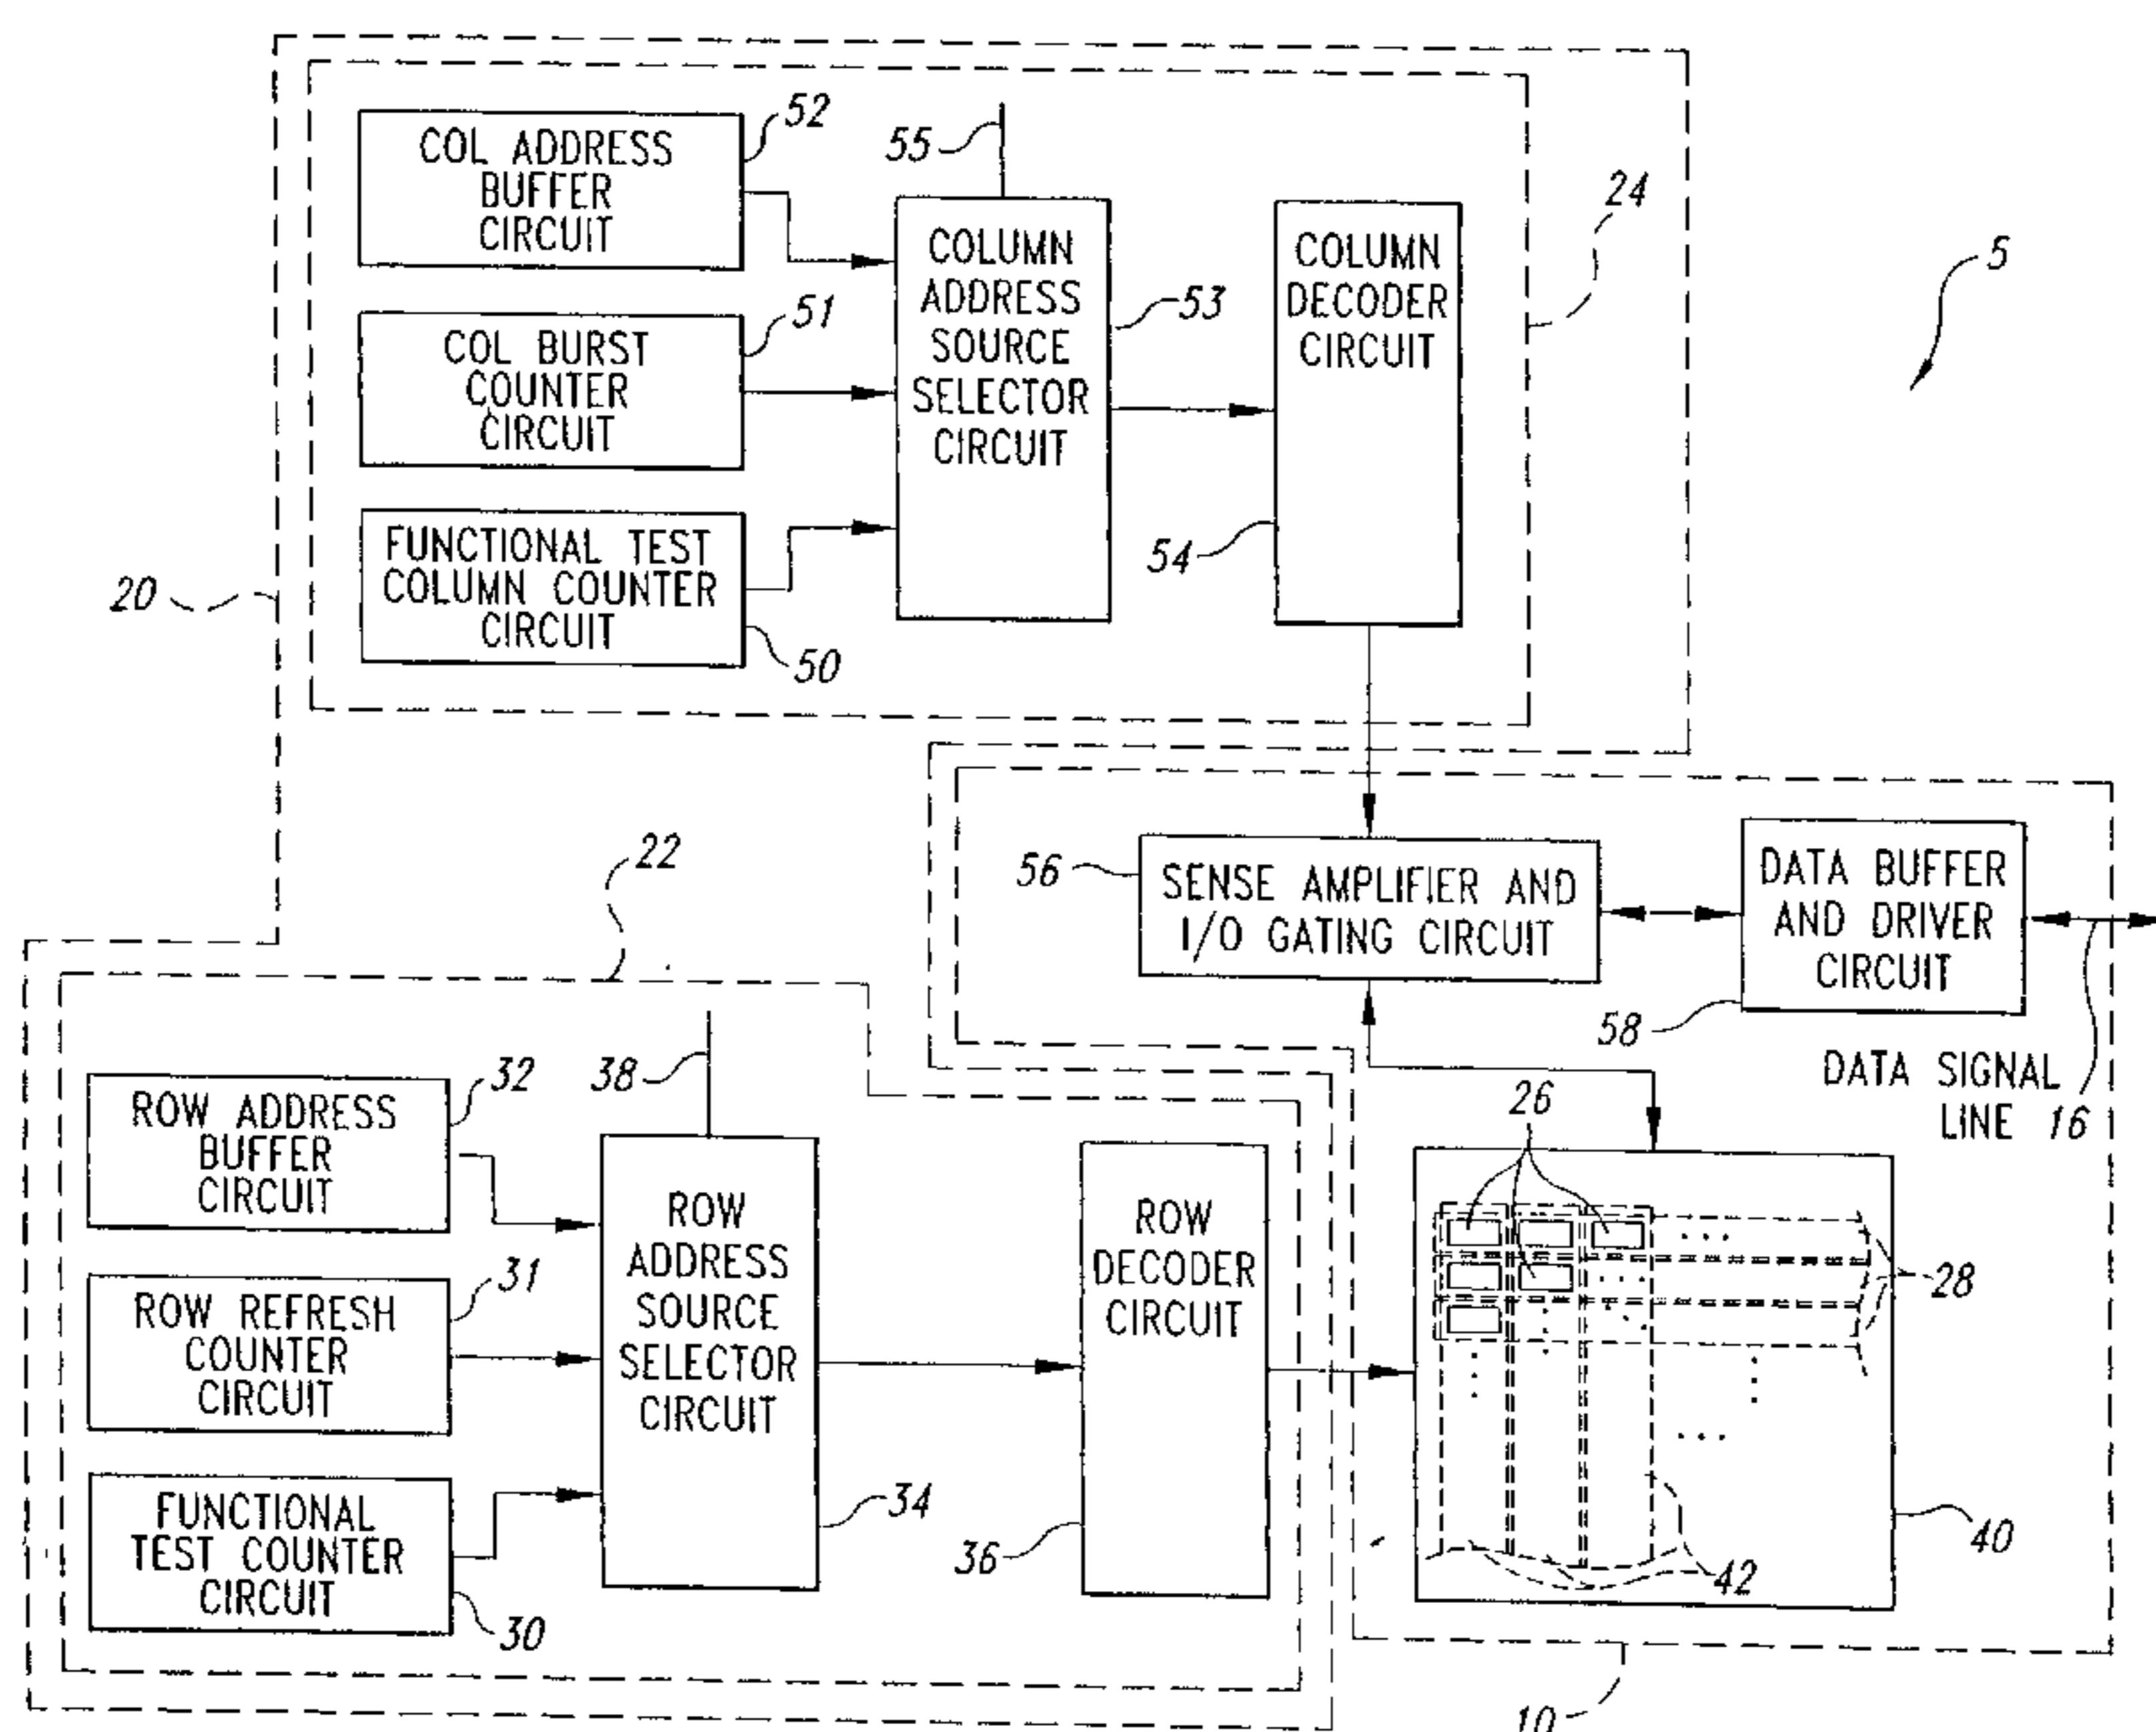 COL ADDRESS
BUFFER
CIRCUIT
52
55
COL BURST
COUNTER
CIRCUIT
51
FUNCTIONAL TEST
COLUMN COUNTER
CIRCUIT
50
COLUMN
ADDRESS
SOURCE
SELECTOR
CIRCUIT
53
COLUMN
DECODER
CIRCUIT
54
24
5
20
22
56
SENSE AMPLIFIER AND
I/O GATING CIRCUIT
DATA BUFFER
AND DRIVER
CIRCUIT
58
DATA SIGNAL
LINE 16
ROW ADDRESS
BUFFER
CIRCUIT
32
38
ROW REFRESH
COUNTER
CIRCUIT
31
FUNCTIONAL
TEST COUNTER
CIRCUIT
30
ROW
ADDRESS
SOURCE
SELECTOR
CIRCUIT
34
ROW
DECODER
CIRCUIT
36
26
28
40
42
10